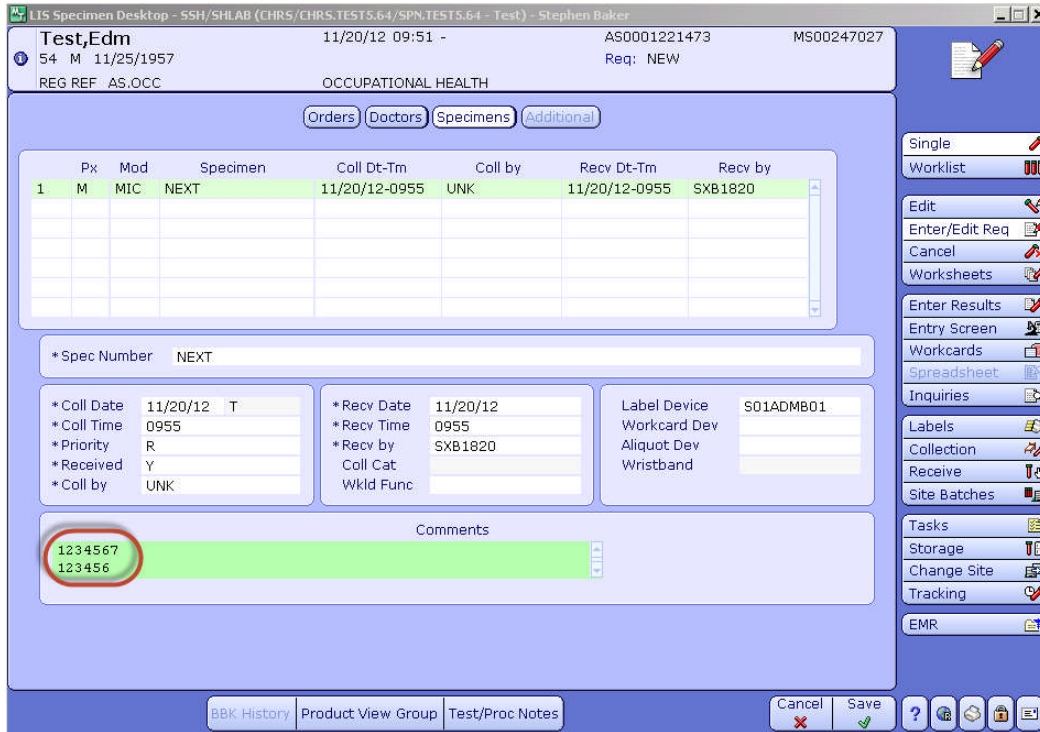 LIS Specimen Desktop - SSH/SHLAB (CHRS/CHRS.TEST5.64/SPN.TEST5.64 - Test) - Stephen Baker
Test,Edm 11/20/12 09:51 - AS0001221473 MS00247027
54 M 11/25/1957 Req: NEW
REG REF AS.OCC OCCUPATIONAL HEALTH
Orders Doctors Specimens Additional
Px Mod Specimen Coll Dt-Tm Coll by Recv Dt-Tm Recv by
1 M MIC NEXT 11/20/12-0955 UNK 11/20/12-0955 SXB1820
* Spec Number NEXT
* Coll Date 11/20/12 T * Recv Date 11/20/12 Label Device S01ADMB01
* Coll Time 0955 * Recv Time 0955 Workcard Dev
* Priority R * Recv by SXB1820 Aliquot Dev
* Received Y Coll Cat Wristband
* Coll by UNK Wkld Func
Comments
1234567
123456
BBK History Product View Group Test/Proc Notes Cancel Save
Single
Worklist
Edit
Enter/Edit Req
Cancel
Worksheets
Enter Results
Entry Screen
Workcards
Spreadsheet
Inquiries
Labels
Collection
Receive
Site Batches
Tasks
Storage
Change Site
Tracking
EMR
?